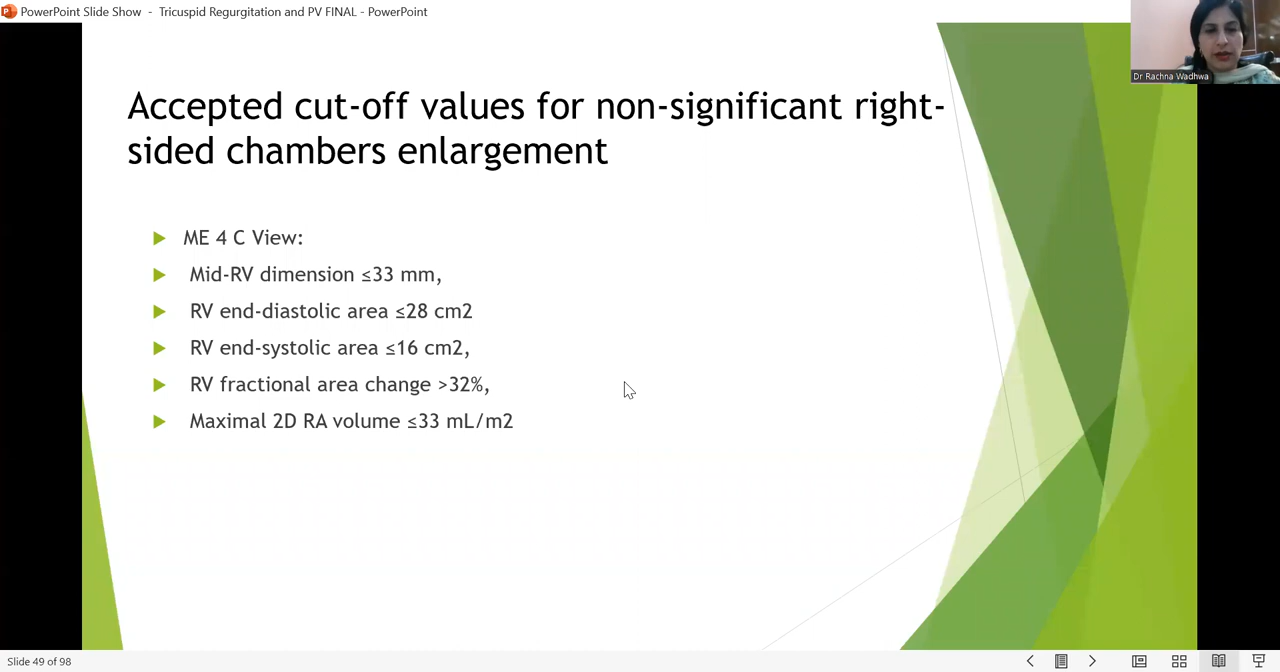 PowerPoint Slide Show - Tricuspid Regurgitation and PV FINAL - PowerPoint
Dr Rachna Wadhwa
Accepted cut-off values for non-significant right-
sided chambers enlargement
ME 4 C View:
Mid-RV dimension ≤33 mm,
RV end-diastolic area ≤28 cm2
RV end-systolic area ≤16 cm2,
RV fractional area change >32%,
Maximal 2D RA volume ≤33 mL/m2
Slide 49 of 98